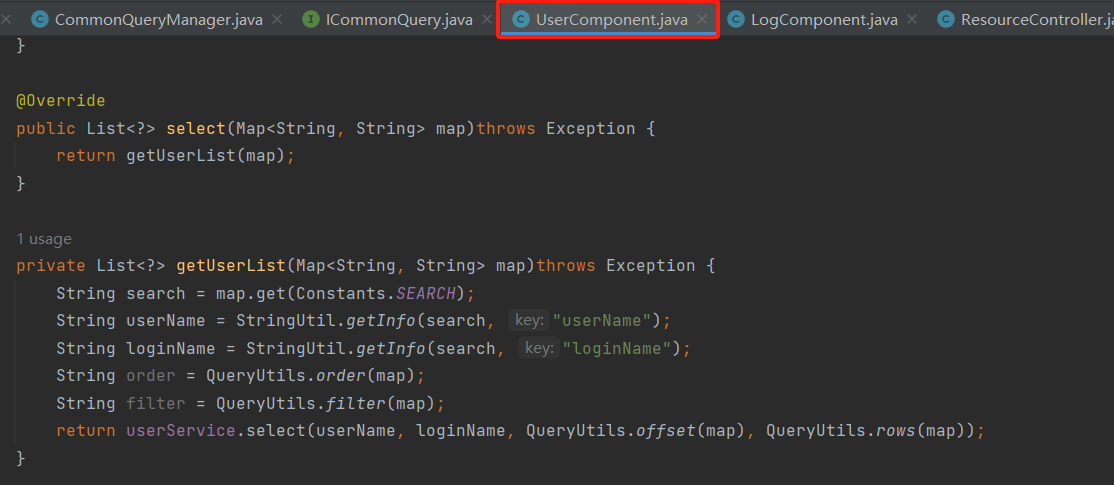 CommonQueryManager.java ICommonQuery.java UserComponent.java LogComponent.java ResourceController.ja
}
@Override
public List<?> select(Map<String, String> map)throws Exception {
return getUserList(map);
}
1 usage
private List<?> getUserList(Map<String, String> map)throws Exception {
String search = map.get(Constants.SEARCH);
String userName = StringUtil.getInfo(search, key: "userName");
String loginName = StringUtil.getInfo(search, key: "loginName");
String order = QueryUtils.order(map);
String filter = QueryUtils.filter(map);
return userService.select(userName, loginName, QueryUtils.offset(map), QueryUtils.rows(map));
}